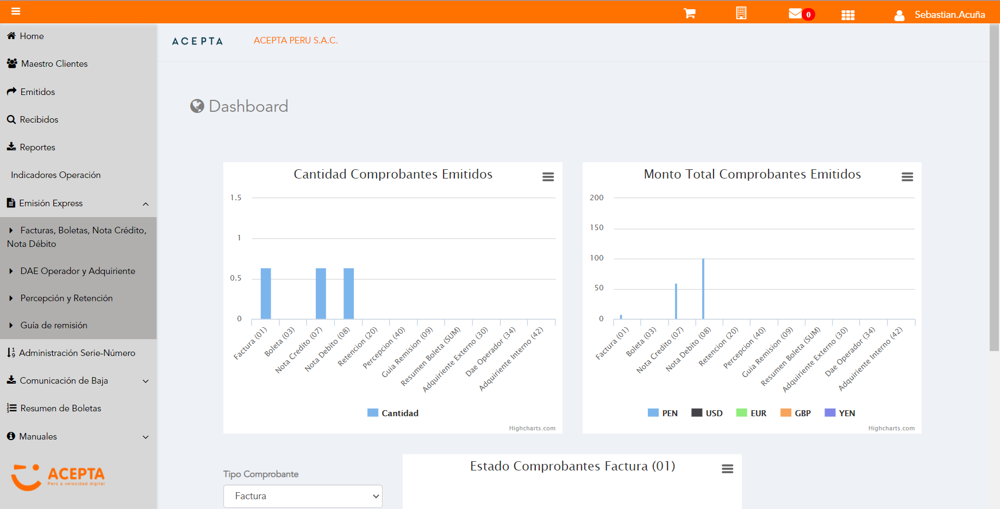 0
Sebastian.Acuña
Home
Maestro Clientes
Emitidos
Recibidos
Reportes
Indicadores Operación
Emisión Express
Facturas, Boletas, Nota Crédito,
Nota Débito
DAE Operador y Adquiriente
Percepción y Retención
Guía de remisión
Administración Serie-Número
Comunicación de Baja
Resumen de Boletas
Manuales
ACEPTA
Perú a velocidad digital
ACEPTA
ACEPTA PERU S.A.C.
Dashboard
Cantidad Comprobantes Emitidos
1.5
1
0.5
0
Factura (01)
Boleta (03)
Nota Credito (07)
Nota Debito (08)
Retencion (20)
Percepcion (40)
Guia Remision (09)
Resumen Boleta (SUM)
Adquiriente Externo (30)
Dae Operador (34)
Adquiriente Interno (42)
Cantidad
Highcharts.com
Monto Total Comprobantes Emitidos
200
150
100
50
0
Factura (01)
Boleta (03)
Nota Credito (07)
Nota Debito (08)
Retencion (20)
Percepcion (40)
Guia Remision (09)
Resumen Boleta (SUM)
Adquiriente Externo (30)
Dae Operador (34)
Adquiriente Interno (42)
PEN USD EUR GBP YEN
Highcharts.com
Tipo Comprobante
Factura
Estado Comprobantes Factura (01)